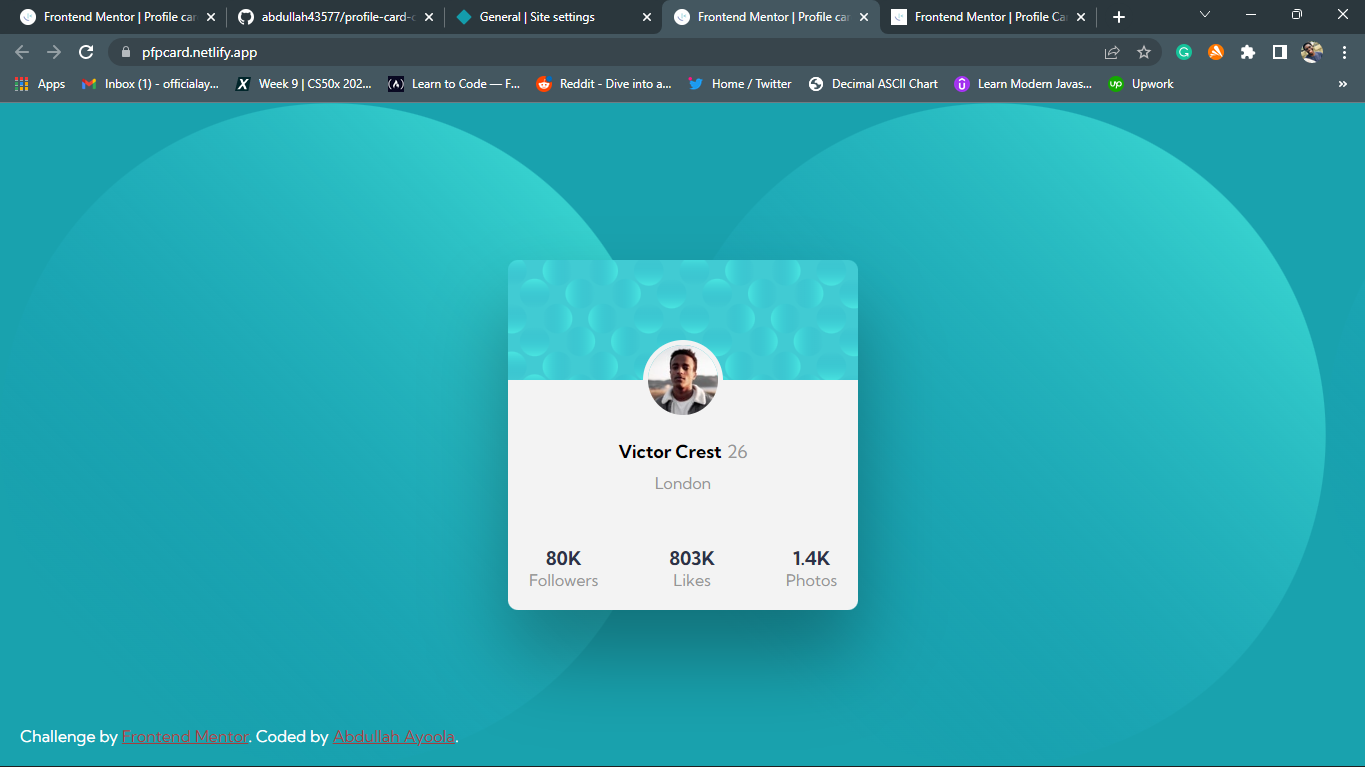 Frontend Mentor | Profile car
abdullah43577/profile-card-c
General | Site settings
Frontend Mentor | Profile car
Frontend Mentor | Profile Ca
pfpcard.netlify.app
Apps
Inbox (1) - officialay...
Week 9 | CS50x 202...
Learn to Code — F...
Reddit - Dive into a...
Home / Twitter
Decimal ASCII Chart
Learn Modern Javas...
up Upwork
Victor Crest 26
London
80K 803K 1.4K
Followers Likes Photos
Challenge by Frontend Mentor. Coded by Abdullah Ayoola.